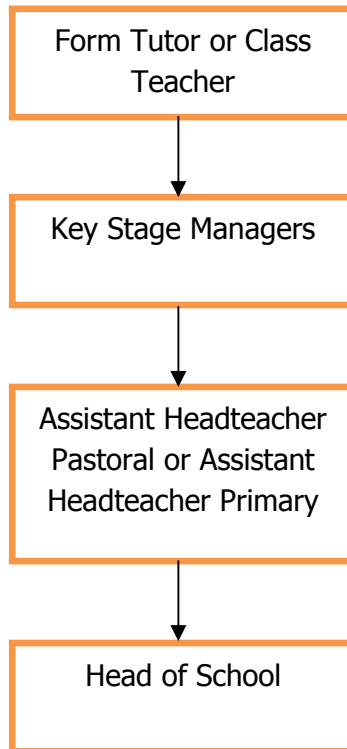 Form Tutor or Class
Teacher
Key Stage Managers
Assistant Headteacher
Pastoral or Assistant
Headteacher Primary
Head of School